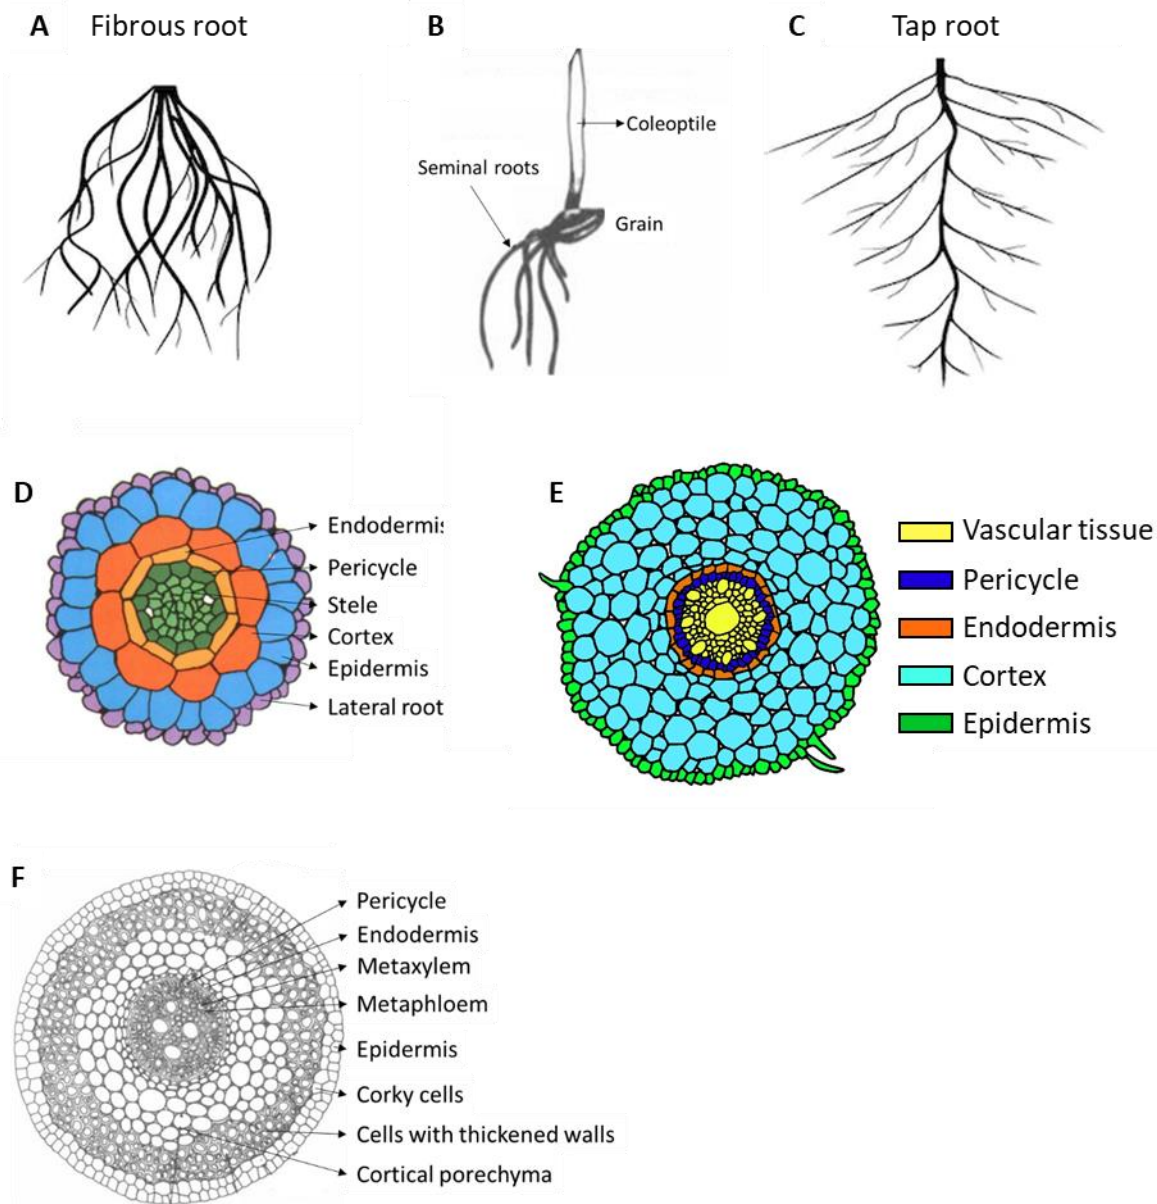 A Fibrous root
B
C Tap root
Coleoptile
Seminal roots
Grain
D
Endodermis
Pericycle
Stele
Cortex
Epidermis
Lateral root
E
Vascular tissue
Pericycle
Endodermis
Cortex
Epidermis
F
Pericycle
Endodermis
Metaxylem
Metaphloem
Epidermis
Corky cells
Cells with thickened walls
Cortical porechyma